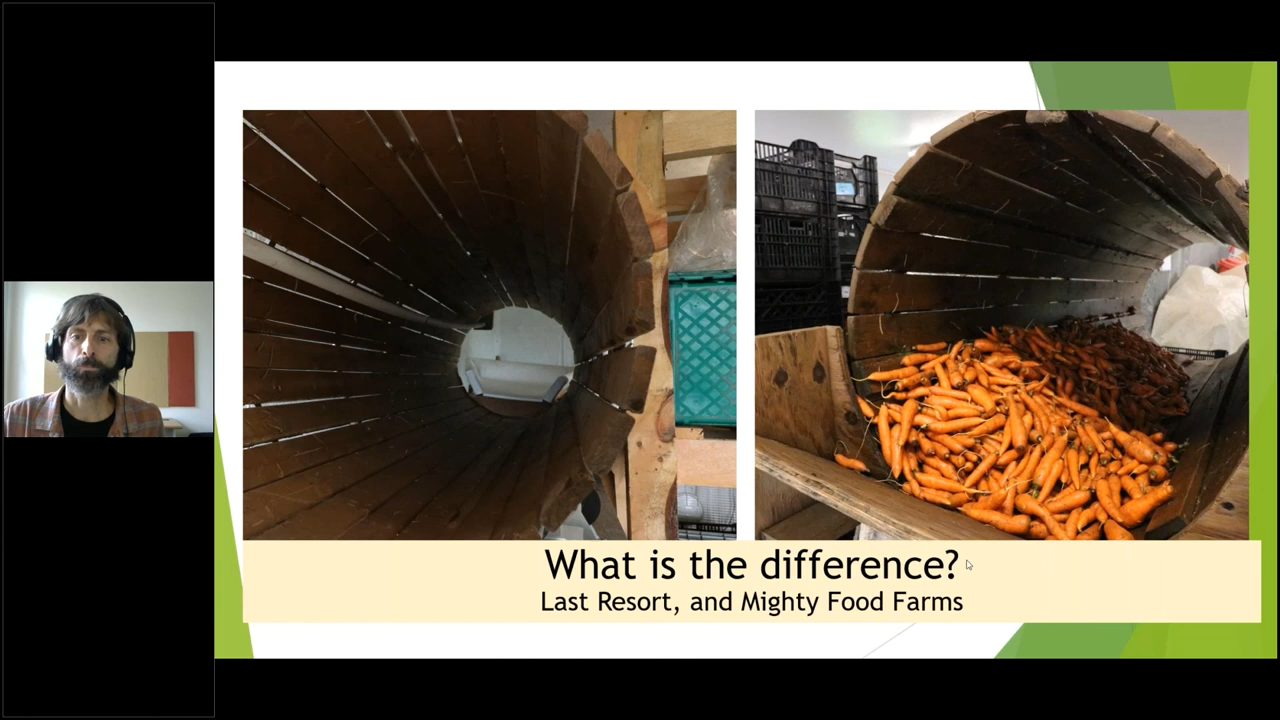 What is the difference?
Last Resort, and Mighty Food Farms